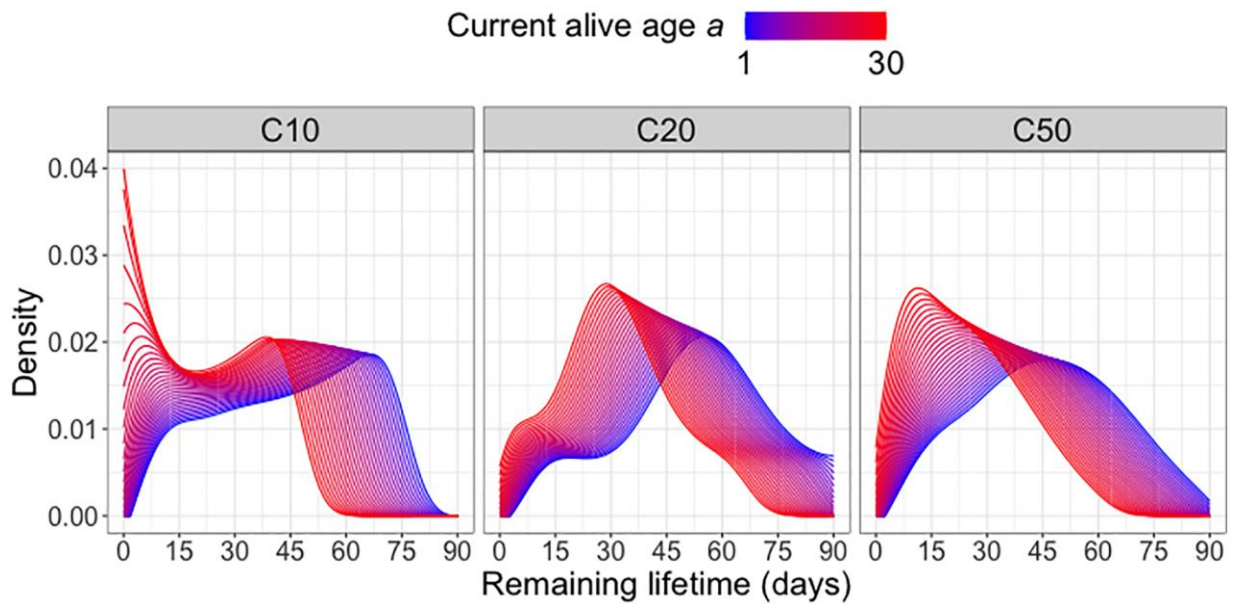 Current alive age a
1 30
C10 C20 C50
Density
0.04
0.03
0.02
0.01
0.00
0 15 30 45 60 75 90 0 15 30 45 60 75 90 0 15 30 45 60 75 90
Remaining lifetime (days)